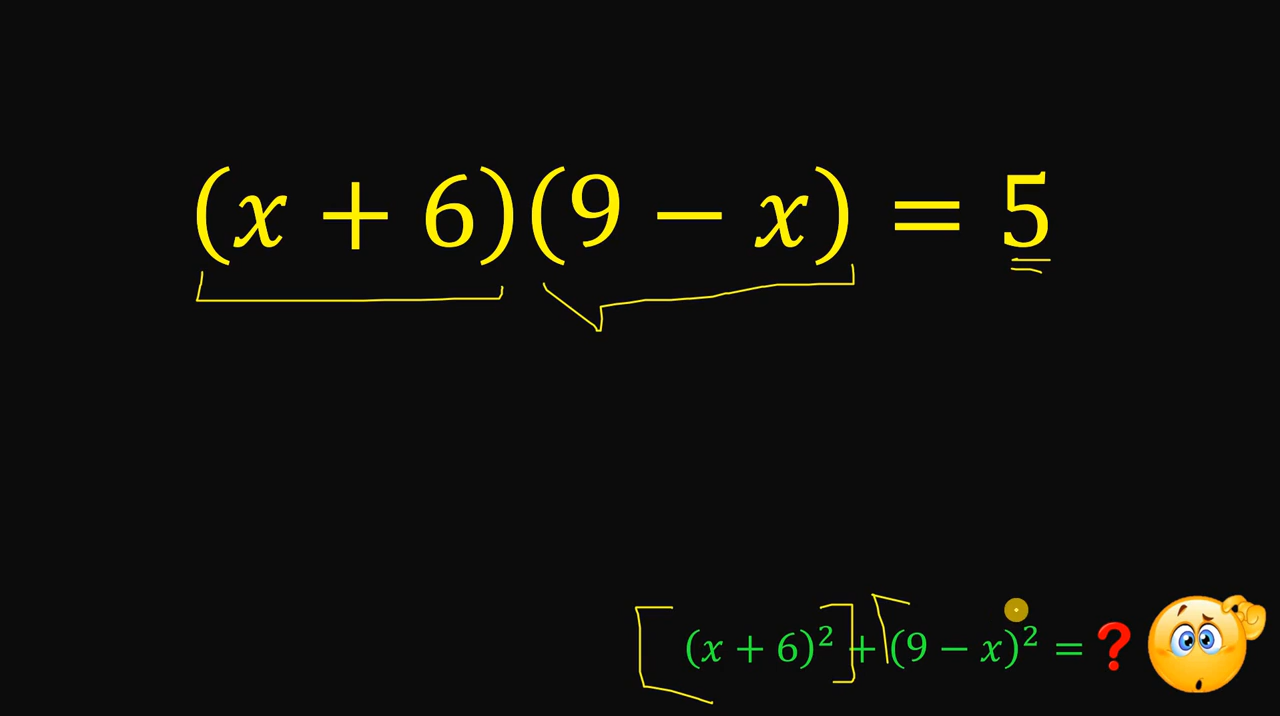 (x + 6)(9 − x) = 5
(x + 6)² + (9 − x)² = ❓